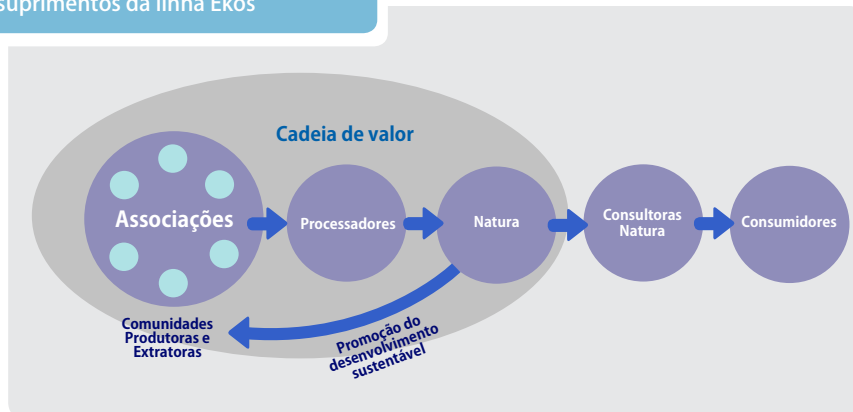 suprimentos da linha Ekos
Cadeia de valor
Associações
Processadores
Natura
Consultoras
Natura
Consumidores
Comunidades
Produtoras e
Extratoras
Promoção do
desenvolvimento
sustentável